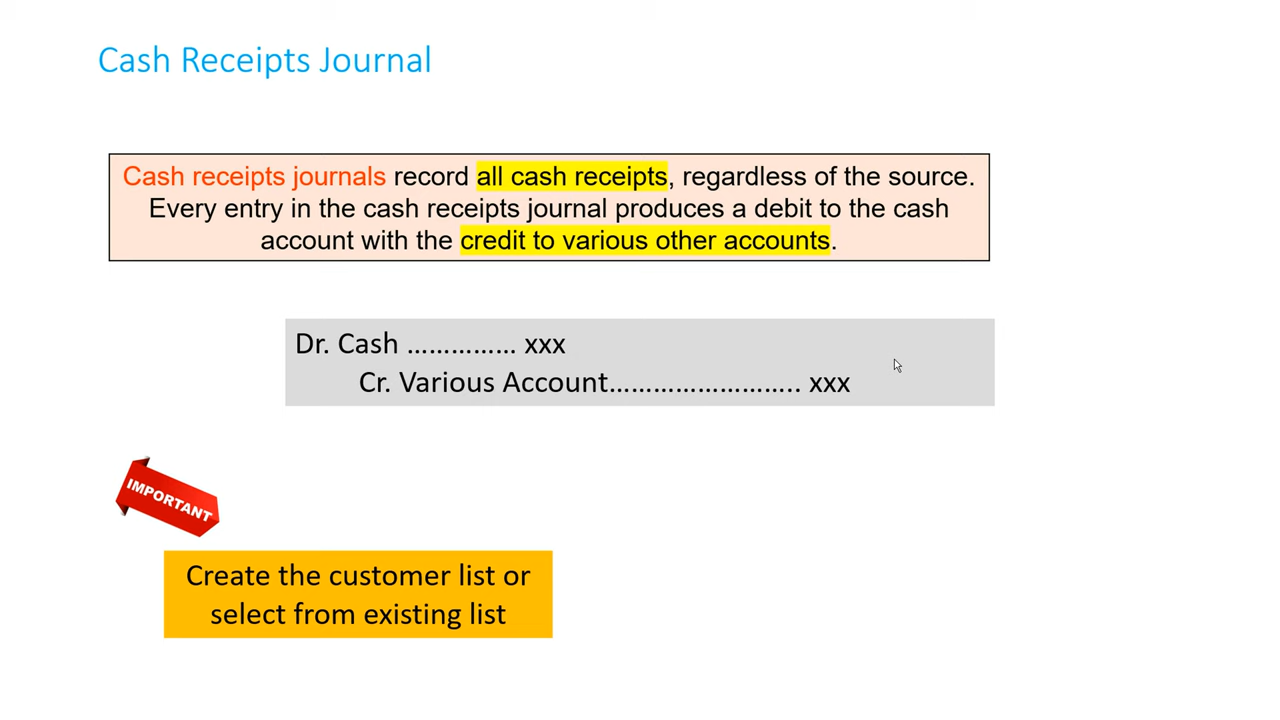 Cash Receipts Journal
Cash receipts journals record all cash receipts, regardless of the source.
Every entry in the cash receipts journal produces a debit to the cash
account with the credit to various other accounts.
Dr. Cash …………… xxx
Cr. Various Account…………………….. xxx
IMPORTANT
Create the customer list or
select from existing list